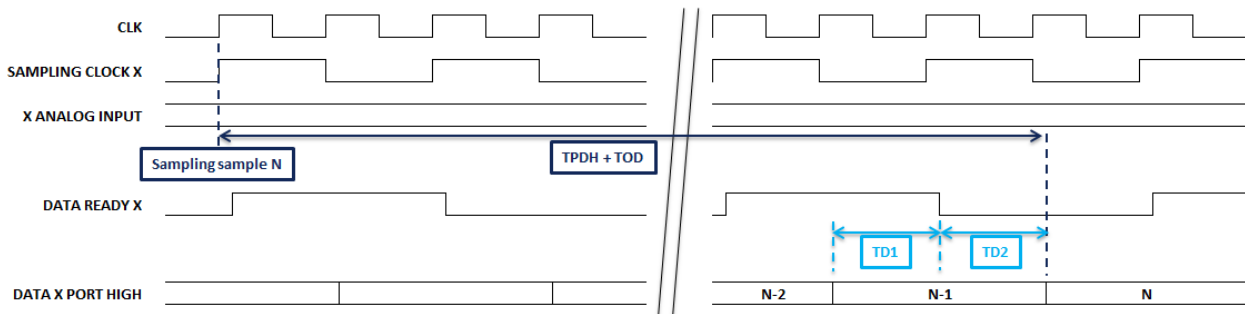 CLK
SAMPLING CLOCK X
X ANALOG INPUT
Sampling sample N
TPDH + TOD
DATA READY X
TD1
TD2
DATA X PORT HIGH
N-2
N-1
N